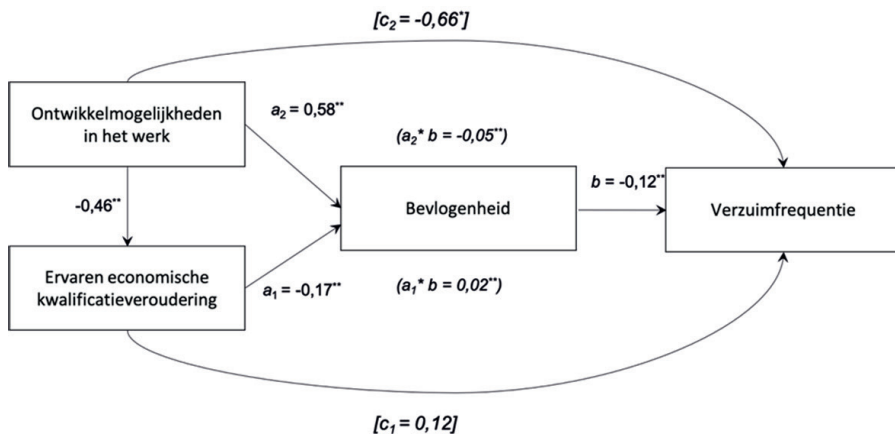 [c₂ = -0,66*]
Ontwikkelmogelijkheden
in het werk
a₂ = 0,58**
(a₂* b = -0,05**)
-0,46**
Bevlogenheid
b = -0,12**
Verzuimfrequentie
Ervaren economische
kwalificatieveroudering
a₁ = -0,17**
(a₁* b = 0,02**)
[c₁ = 0,12]